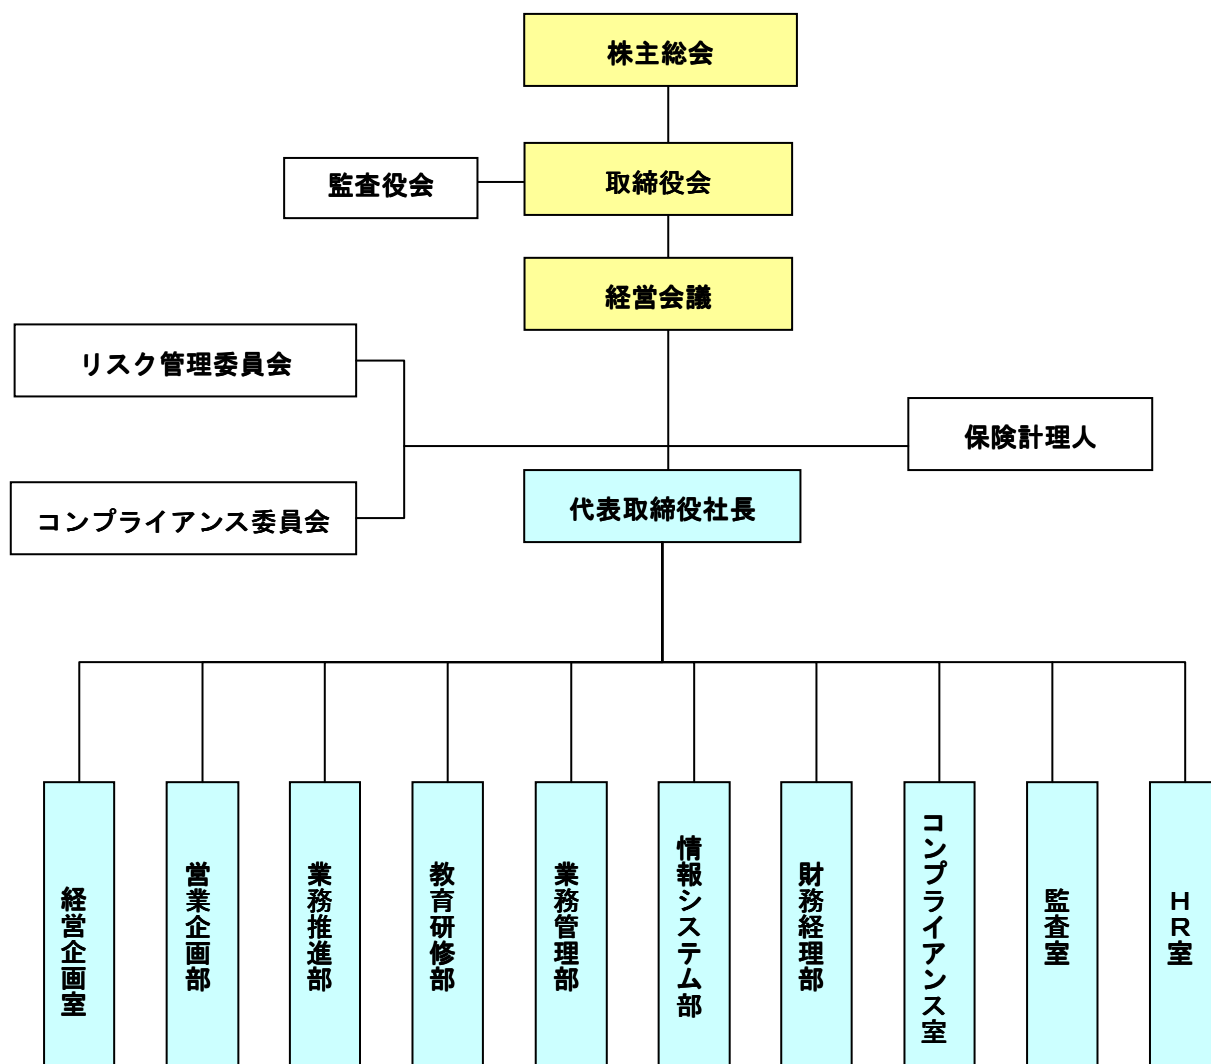 株主総会
監査役会
取締役会
経営会議
リスク管理委員会
保険計理人
コンプライアンス委員会
代表取締役社長
経営企画室
営業企画部
業務推進部
教育研修部
業務管理部
情報システム部
財務経理部
コンプライアンス室
監査室
ＨＲ室